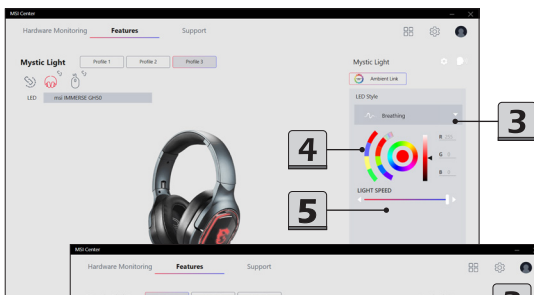 MSI Center
Hardware Monitoring Features Support
Mystic Light Profile 1 Profile 2 Profile 3
LED msi IMMERSE GH50
Mystic Light
Ambient Link
LED Style
Breathing
3
4
R
G
B
LIGHT SPEED
5
MSI Center
Hardware Monitoring Features Support